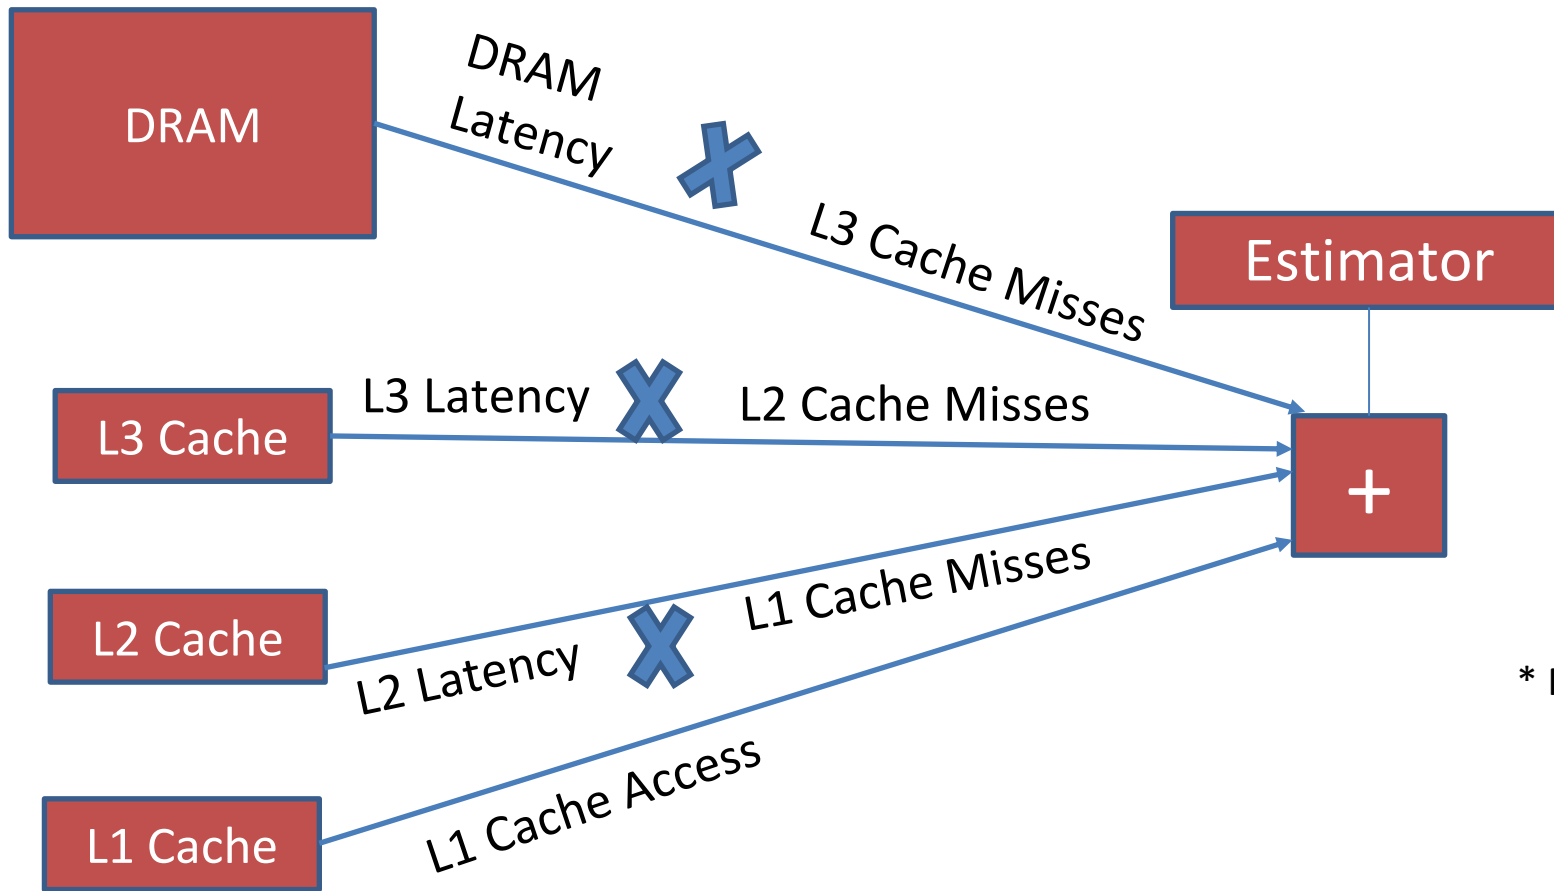 DRAM
DRAM
Latency
L3 Cache Misses
Estimator
L3 Cache
L3 Latency
L2 Cache Misses
+
L2 Cache
L2 Latency
L1 Cache Misses
*
L1 Cache
L1 Cache Access